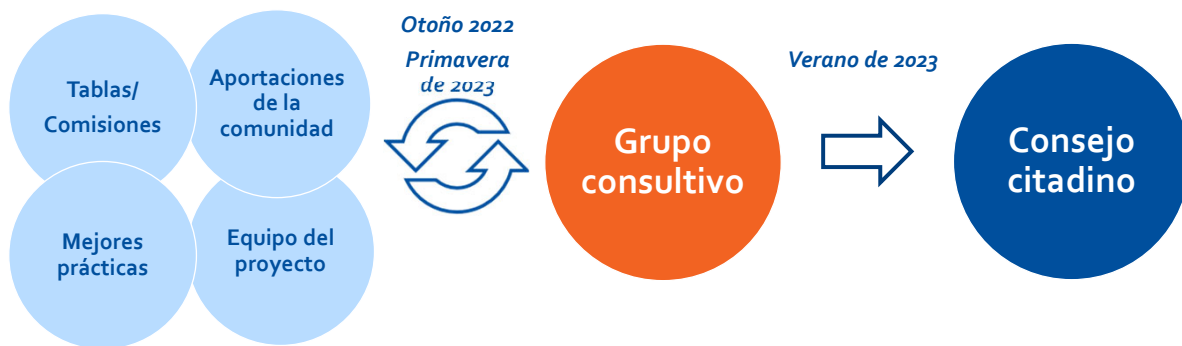 Tablas/
Comisiones
Aportaciones
de la
comunidad
Mejores
prácticas
Equipo del
proyecto
Otoño 2022
Primavera
de 2023
Grupo
consultivo
Verano de 2023
Consejo
citadino